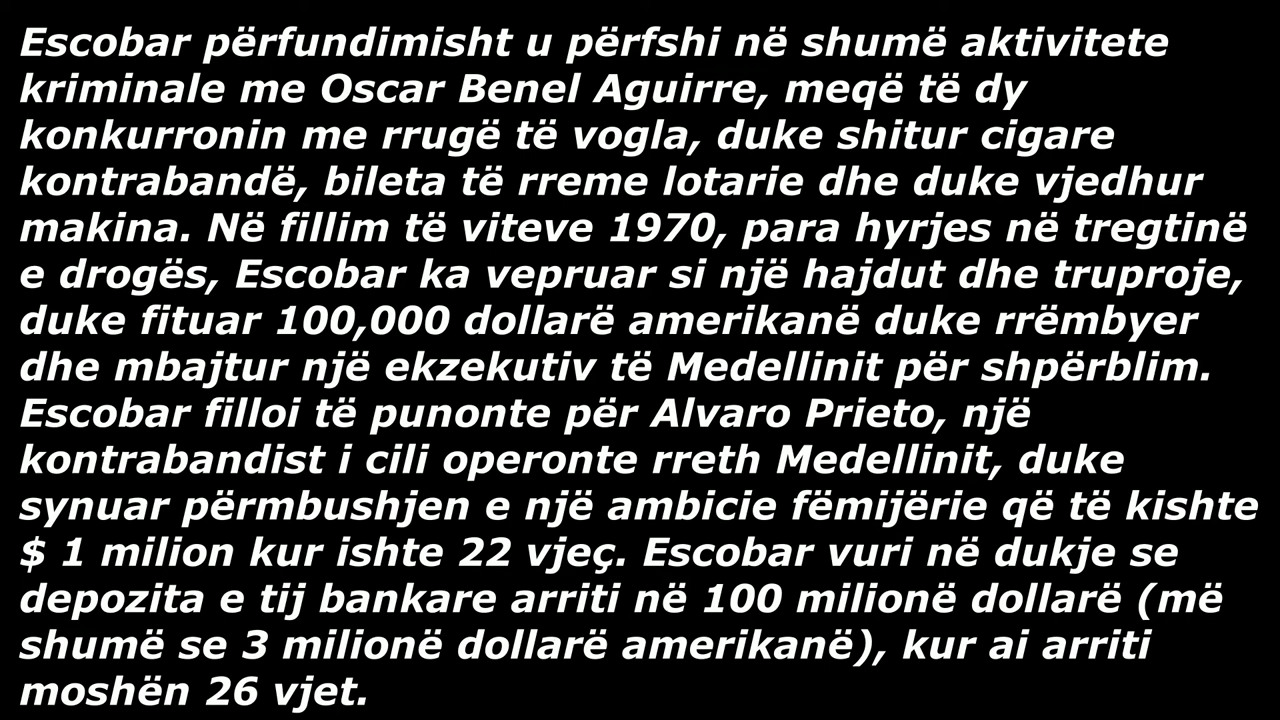 Escobar përfundimisht u përfshi në shumë aktivitete
kriminale me Oscar Benel Aguirre, meqë të dy
konkurronin me rrugë të vogla, duke shitur cigare
kontrabandë, bileta të rreme lotarie dhe duke vjedhur
makina. Në fillim të viteve 1970, para hyrjes në tregtinë
e drogës, Escobar ka vepruar si një hajdut dhe truproje,
duke fituar 100,000 dollarë amerikanë duke rrëmbyer
dhe mbajtur një ekzekutiv të Medellinit për shpërblim.
Escobar filloi të punonte për Alvaro Prieto, një
kontrabandist i cili operonte rreth Medellinit, duke
synuar përmbushjen e një ambicie fëmijërie që të kishte
$ 1 milion kur ishte 22 vjeç. Escobar vuri në dukje se
depozita e tij bankare arriti në 100 milionë dollarë (më
shumë se 3 milionë dollarë amerikanë), kur ai arriti
moshën 26 vjet.